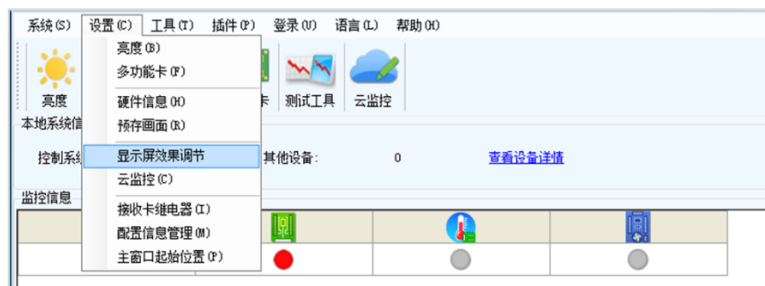 系统(S) 设置(C) 工具(T) 插件(P) 登录(U) 语言(L) 帮助(H)
亮度(B)
多功能卡(F)
硬件信息(H)
预存画面(R)
显示屏效果调节
云监控(C)
接收卡继电器(I)
配置信息管理(M)
主窗口起始位置(P)
亮度 卡 测试工具 云监控
本地系统信
控制系 其他设备: 0 查看设备详情
监控信息